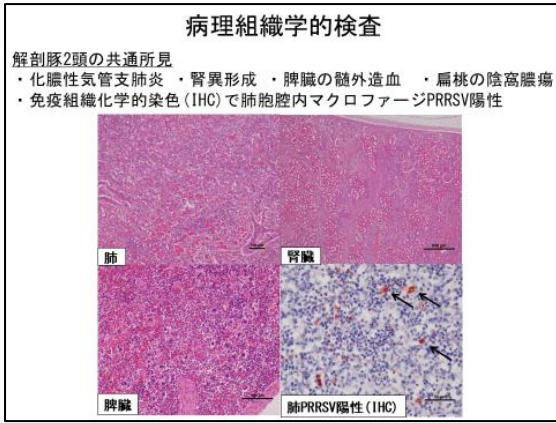 病理組織学的検査
解剖豚2頭の共通所見
・化膿性気管支肺炎 ・腎異形成 ・脾臓の髄外造血 ・扁桃の陰窩膿瘍
・免疫組織化学的染色(IHC)で肺胞腔内マクロファージPRRSV陽性
肺
腎臓
脾臓
肺PRRSV陽性(IHC)